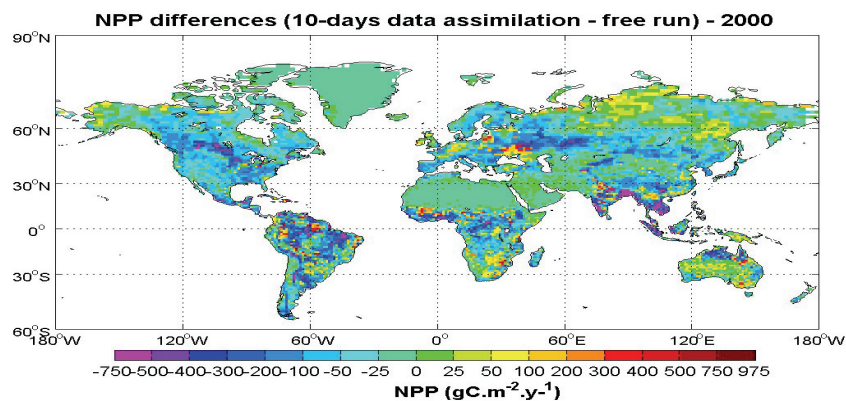 NPP differences (10-days data assimilation - free run) - 2000
90°N
60°N
30°N
0°
30°S
60°S
180°W 120°W 60°W 0° 60°E 120°E 180°W
-750-500-400-300-200-100 -50 -25 0 25 50 100 200 300 400 500 750 975
NPP (gC.m-2.y-1)